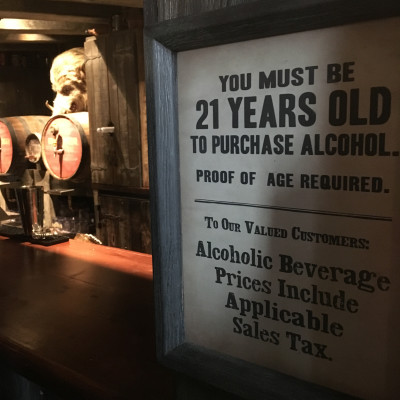 YOU MUST BE
21 YEARS OLD
TO PURCHASE ALCOHOL.
PROOF OF AGE REQUIRED.
TO OUR VALUED CUSTOMERS:
Alcoholic Beverage
Prices Include
Applicable
Sales Tax.